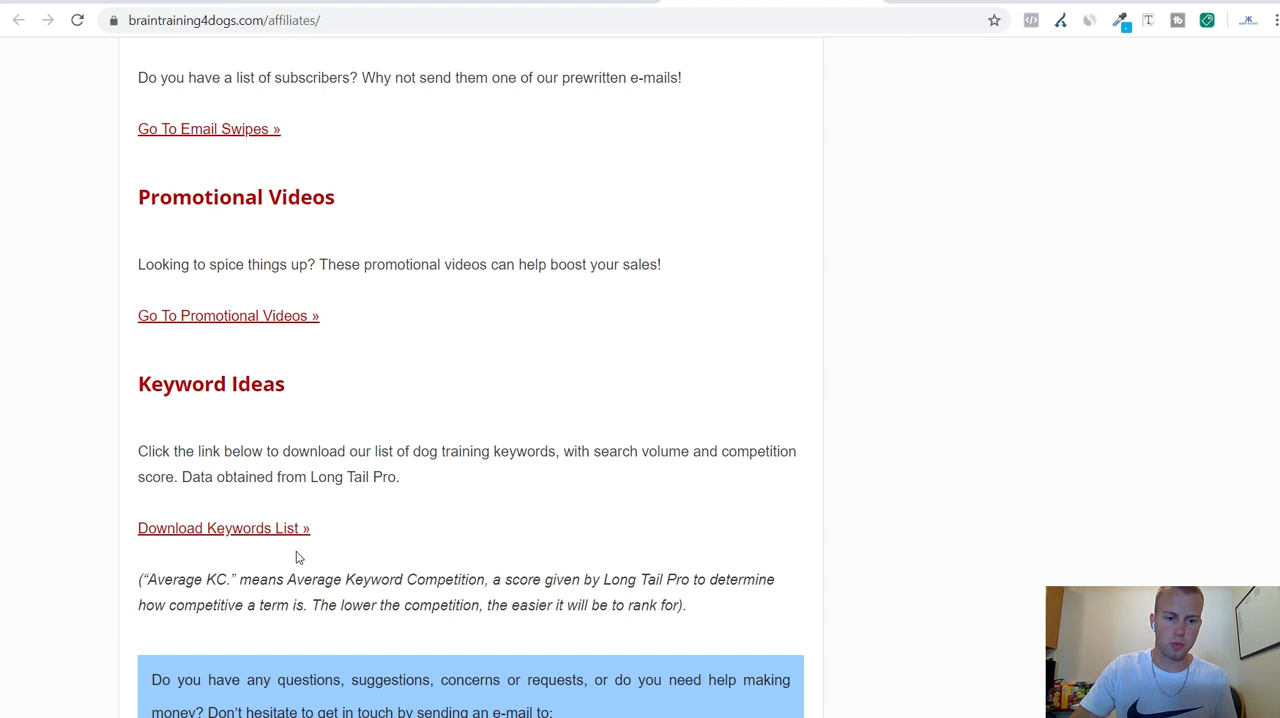 braintraining4dogs.com/affiliates/
Do you have a list of subscribers? Why not send them one of our prewritten e-mails!
Go To Email Swipes »
Promotional Videos
Looking to spice things up? These promotional videos can help boost your sales!
Go To Promotional Videos »
Keyword Ideas
Click the link below to download our list of dog training keywords, with search volume and competition
score. Data obtained from Long Tail Pro.
Download Keywords List »
(“Average KC.” means Average Keyword Competition, a score given by Long Tail Pro to determine
how competitive a term is. The lower the competition, the easier it will be to rank for).
Do you have any questions, suggestions, concerns or requests, or do you need help making
money? Don’t hesitate to get in touch by sending an e-mail to: